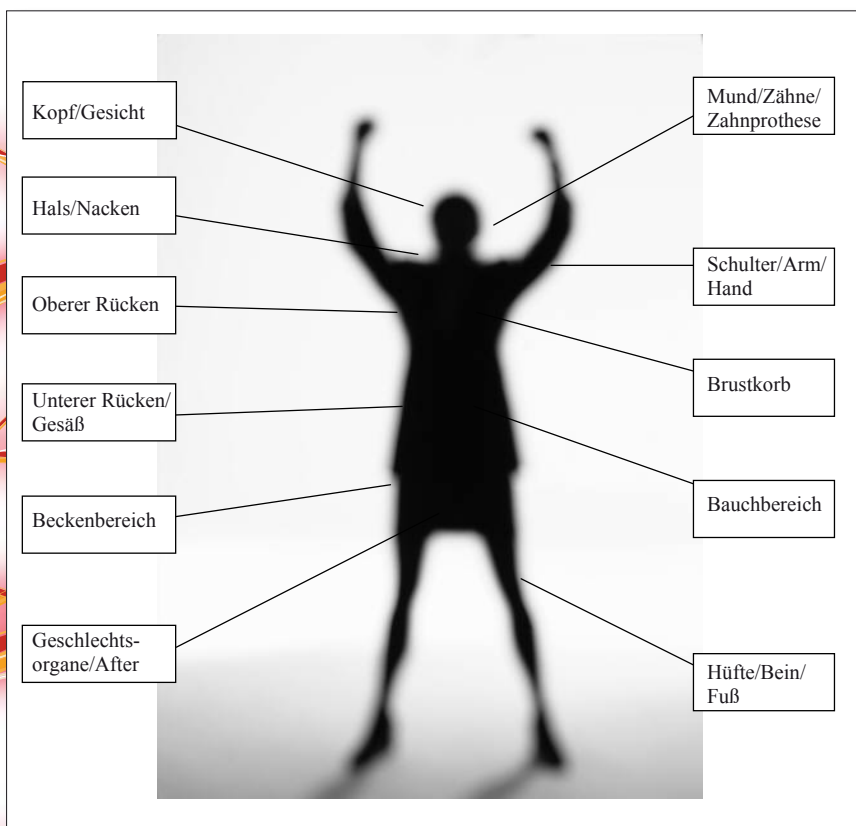 Kopf/Gesicht
Hals/Nacken
Oberer Rücken
Unterer Rücken/
Gesäß
Beckenbereich
Geschlechts-
organe/After
Mund/Zähne/
Zahnprothese
Schulter/Arm/
Hand
Brustkorb
Bauchbereich
Hüfte/Bein/
Fuß